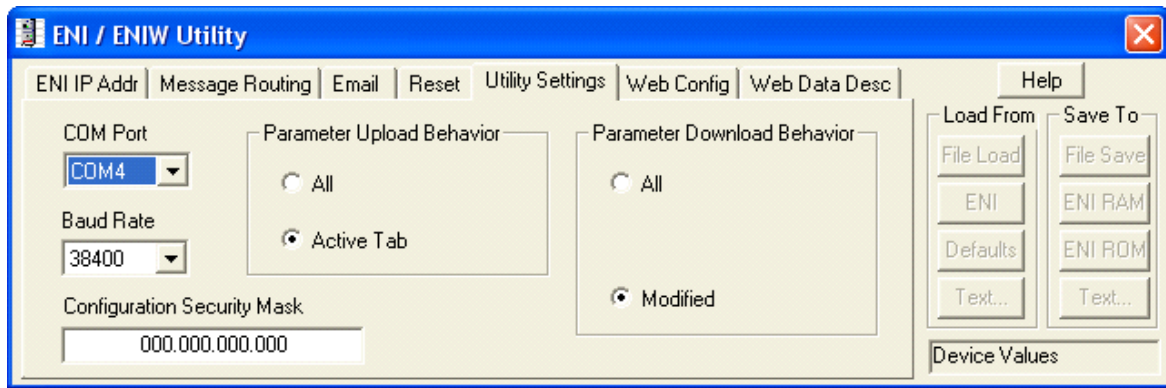 ENI / ENIW Utility
ENI IP Addr Message Routing Email Reset Utility Settings Web Config Web Data Desc
Help
COM Port
COM4
Baud Rate
38400
Configuration Security Mask
000.000.000.000
Parameter Upload Behavior
All
Active Tab
Parameter Download Behavior
All
Modified
Load From
File Load
ENI
Defaults
Text...
Save To
File Save
ENI RAM
ENI ROM
Text...
Device Values